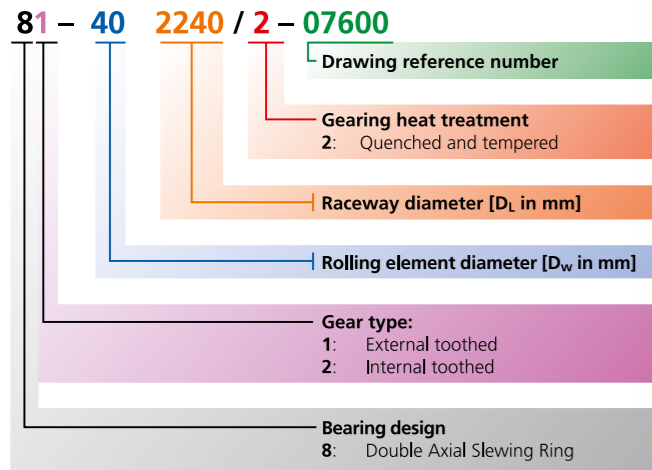 81 – 40 2240 / 2 – 07600
Drawing reference number
Gearing heat treatment
2: Quenched and tempered
Raceway diameter [DL in mm]
Rolling element diameter [DW in mm]
Gear type:
1: External toothed
2: Internal toothed
Bearing design
8: Double Axial Slewing Ring